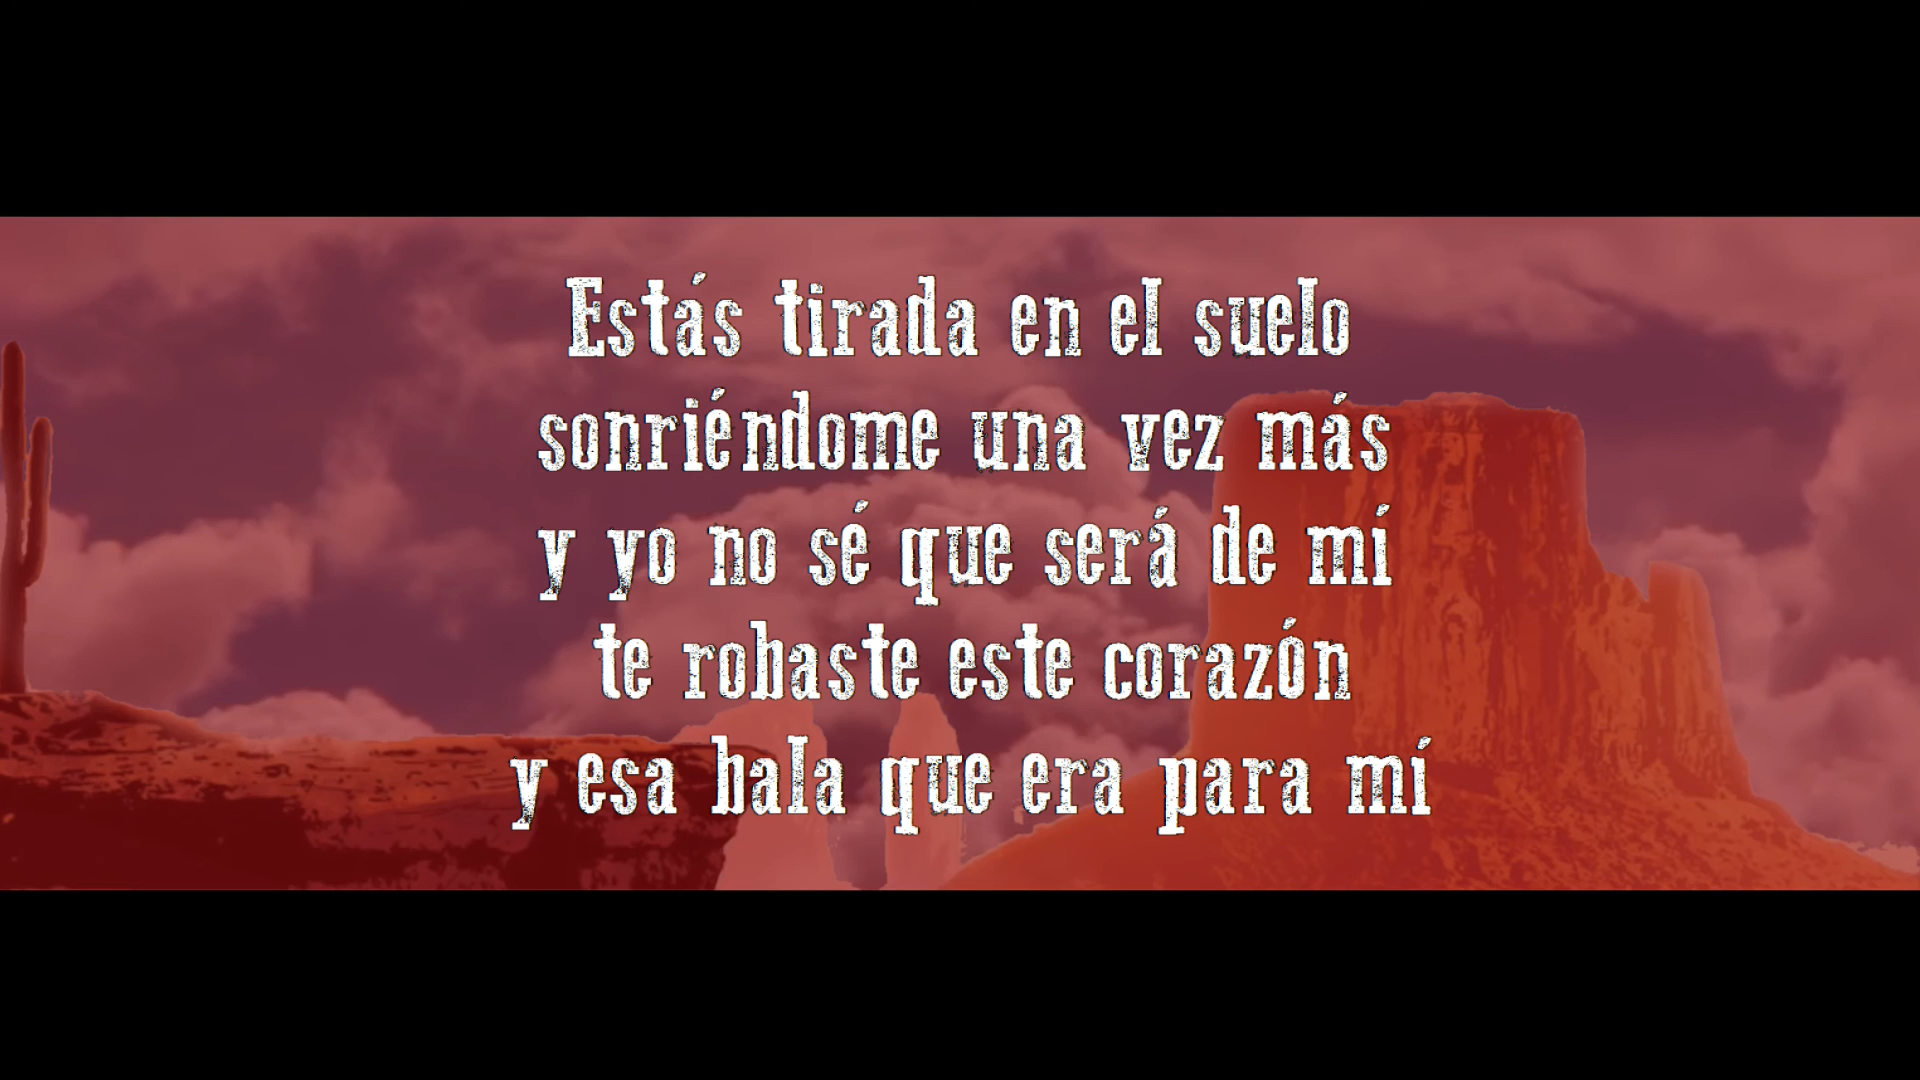 Estás tirada en el suelo
sonriéndome una vez más
y yo no sé que será de mí
te robaste este corazón
y esa bala que era para mí